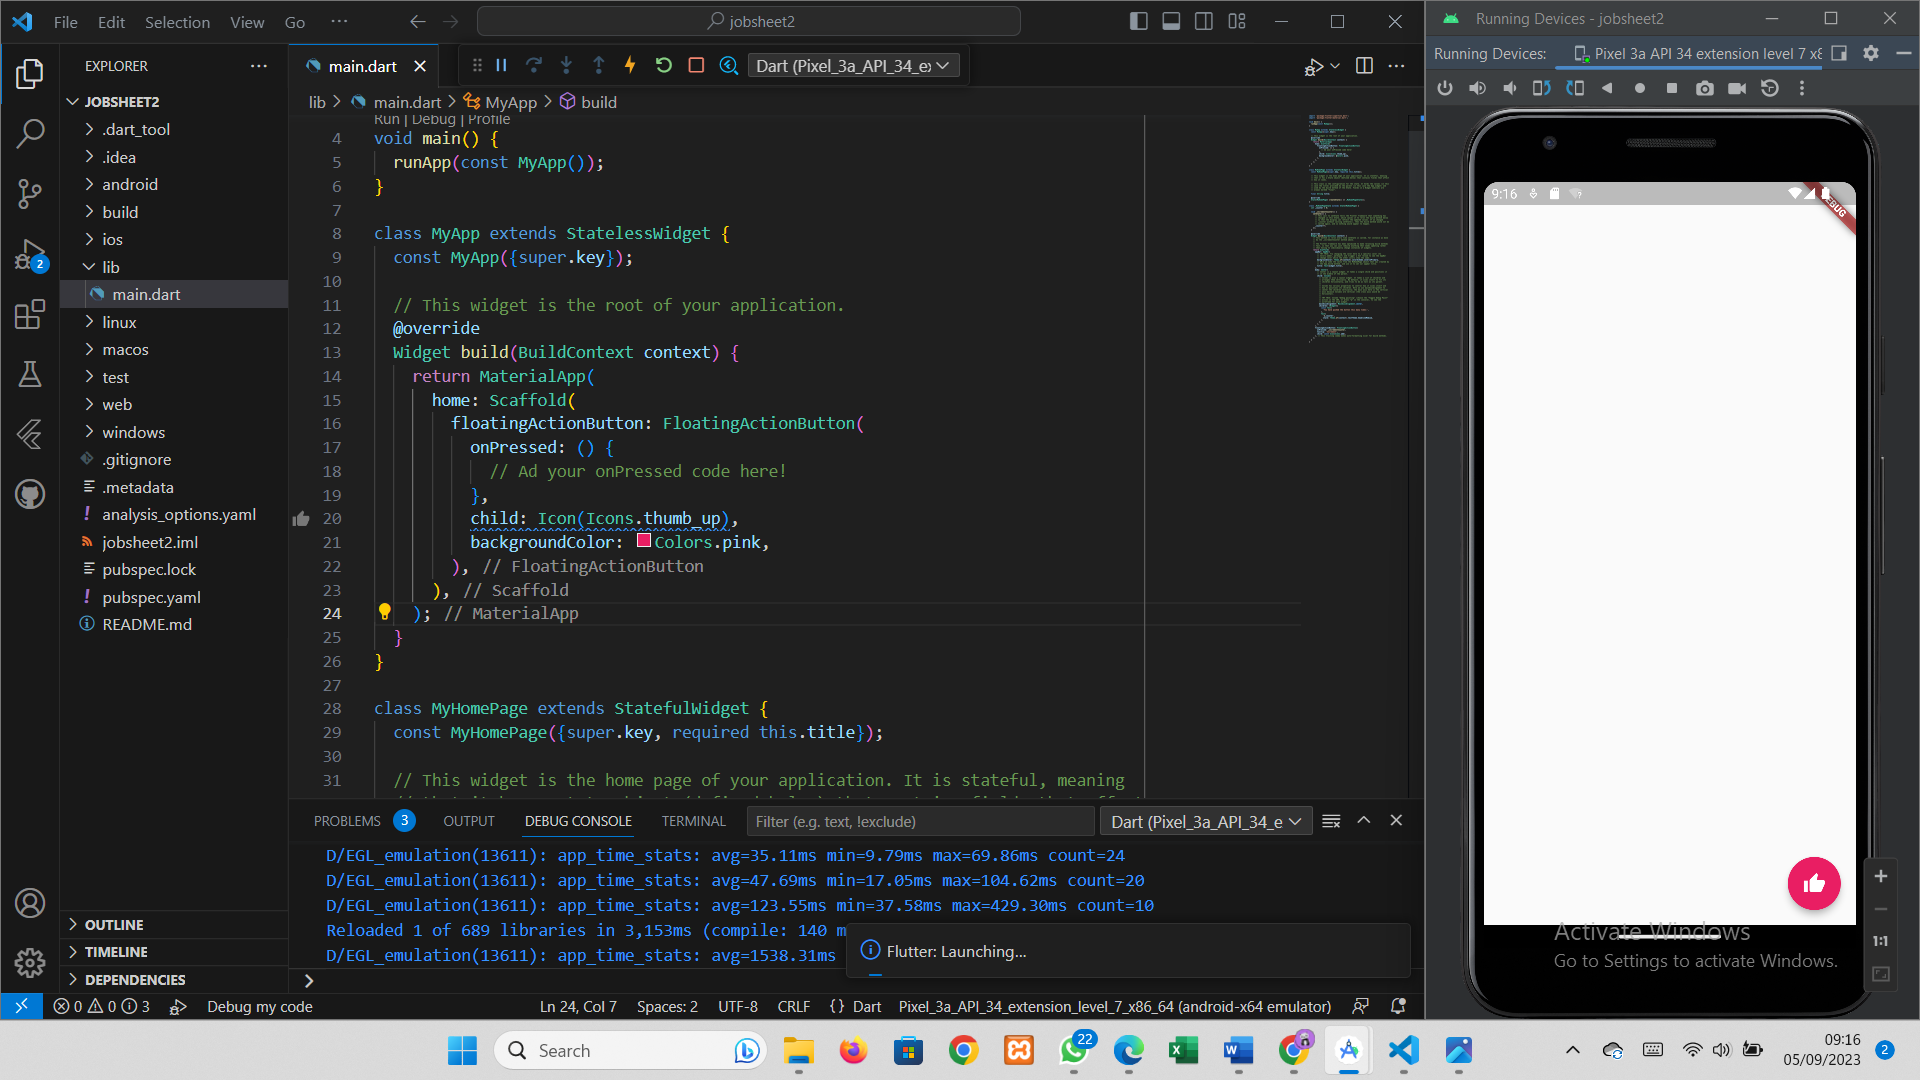 File Edit Selection View Go ··· jobsheet2
Running Devices - jobsheet2
EXPLORER
main.dart
Dart (Pixel_3a_API_34_e
Running Devices: Pixel 3a API 34 extension level 7 x8
JOBSHEET2
.dart_tool
.idea
android
build
ios
lib
main.dart
linux
macos
test
web
windows
.gitignore
.metadata
analysis_options.yaml
jobsheet2.iml
pubspec.lock
pubspec.yaml
README.md
OUTLINE
TIMELINE
DEPENDENCIES
2
lib > main.dart > MyApp > build
Run | Debug | Profile
4 void main() {
5 runApp(const MyApp());
6 }
7
8 class MyApp extends StatelessWidget {
9 const MyApp({super.key});
10
11 // This widget is the root of your application.
12 @override
13 Widget build(BuildContext context) {
14 return MaterialApp(
15 home: Scaffold(
16 floatingActionButton: FloatingActionButton(
17 onPressed: () {
18 // Ad your onPressed code here!
19 },
20 child: Icon(Icons.thumb_up),
21 backgroundColor: Colors.pink,
22 ), // FloatingActionButton
23 ), // Scaffold
24 ); // MaterialApp
25 }
26 }
27
28 class MyHomePage extends StatefulWidget {
29 const MyHomePage({super.key, required this.title});
30
31 // This widget is the home page of your application. It is stateful, meaning
PROBLEMS 3 OUTPUT DEBUG CONSOLE TERMINAL Filter (e.g. text, !exclude) Dart (Pixel_3a_API_34_e
D/EGL_emulation(13611): app_time_stats: avg=35.11ms min=9.79ms max=69.86ms count=24
D/EGL_emulation(13611): app_time_stats: avg=47.69ms min=17.05ms max=104.62ms count=20
D/EGL_emulation(13611): app_time_stats: avg=123.55ms min=37.58ms max=429.30ms count=10
Reloaded 1 of 689 libraries in 3,153ms (compile: 140 m
D/EGL_emulation(13611): app_time_stats: avg=1538.31ms
Flutter: Launching...
0 0 3 Debug my code Ln 24, Col 7 Spaces: 2 UTF-8 CRLF {} Dart Pixel_3a_API_34_extension_level_7_x86_64 (android-x64 emulator)
9:16
Activate Windows
Go to Settings to activate Windows.
1:1
Search
22
09:16
05/09/2023
2